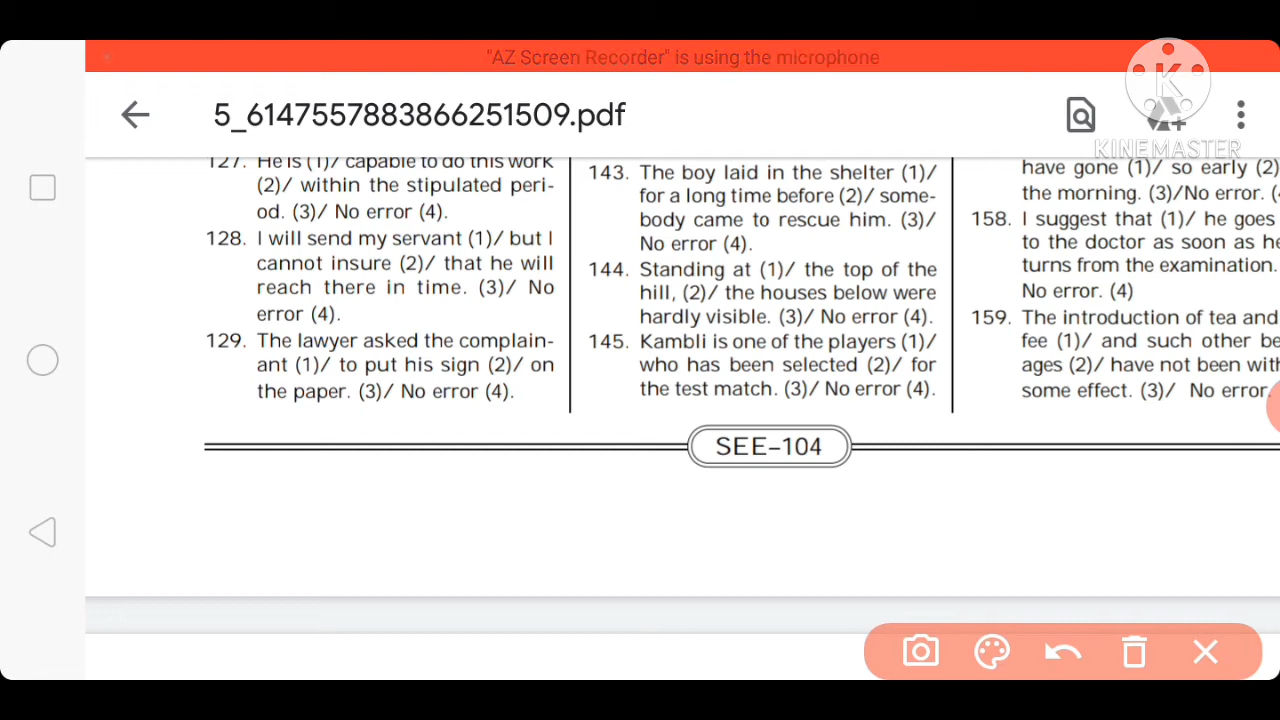 "AZ Screen Recorder" is using the microphone
5_6147557883866251509.pdf
KINEMASTER
127. He is (1)/ capable to do this work
(2)/ within the stipulated peri-
od. (3)/ No error (4).
128. I will send my servant (1)/ but I
cannot insure (2)/ that he will
reach there in time. (3)/ No
error (4).
129. The lawyer asked the complain-
ant (1)/ to put his sign (2)/ on
the paper. (3)/ No error (4).
143. The boy laid in the shelter (1)/
for a long time before (2)/ some-
body came to rescue him. (3)/
No error (4).
144. Standing at (1)/ the top of the
hill, (2)/ the houses below were
hardly visible. (3)/ No error (4).
145. Kambli is one of the players (1)/
who has been selected (2)/ for
the test match. (3)/ No error (4).
have gone (1)/ so early (2)
the morning. (3)/No error. (
158. I suggest that (1)/ he goes
to the doctor as soon as he
turns from the examination.
No error. (4)
159. The introduction of tea and
fee (1)/ and such other be
ages (2)/ have not been with
some effect. (3)/ No error.
SEE–104